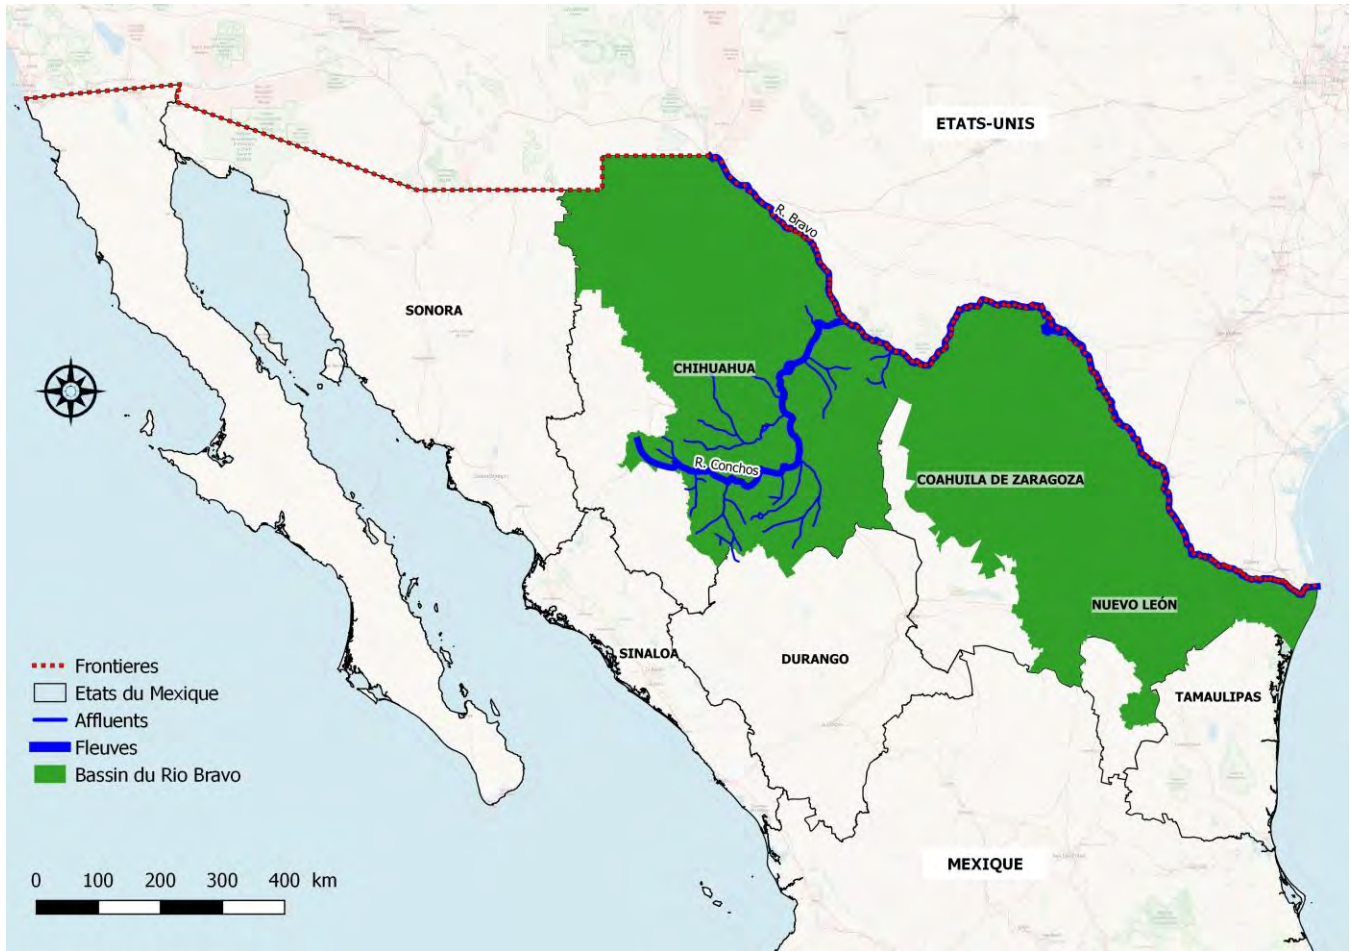 ETATS-UNIS
R. Bravo
SONORA
CHIHUAHUA
R. Conchos
COAHUILA DE ZARAGOZA
NUEVO LEÓN
SINALOA
DURANGO
TAMAULIPAS
MEXIQUE
Frontieres
Etats du Mexique
Affluents
Fleuves
Bassin du Rio Bravo
0 100 200 300 400 km